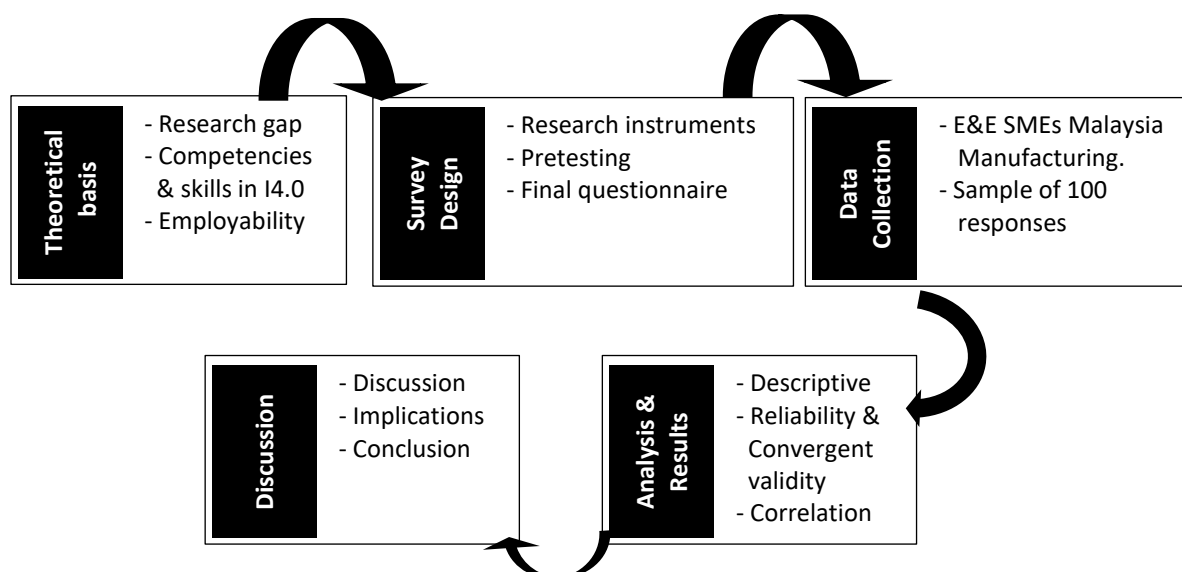 Theoretical
basis
- Research gap
- Competencies
& skills in I4.0
- Employability
Survey
Design
- Research instruments
- Pretesting
- Final questionnaire
Data
Collection
- E&E SMEs Malaysia
Manufacturing.
- Sample of 100
responses
Discussion
- Discussion
- Implications
- Conclusion
Analysis &
Results
- Descriptive
- Reliability &
Convergent
validity
- Correlation